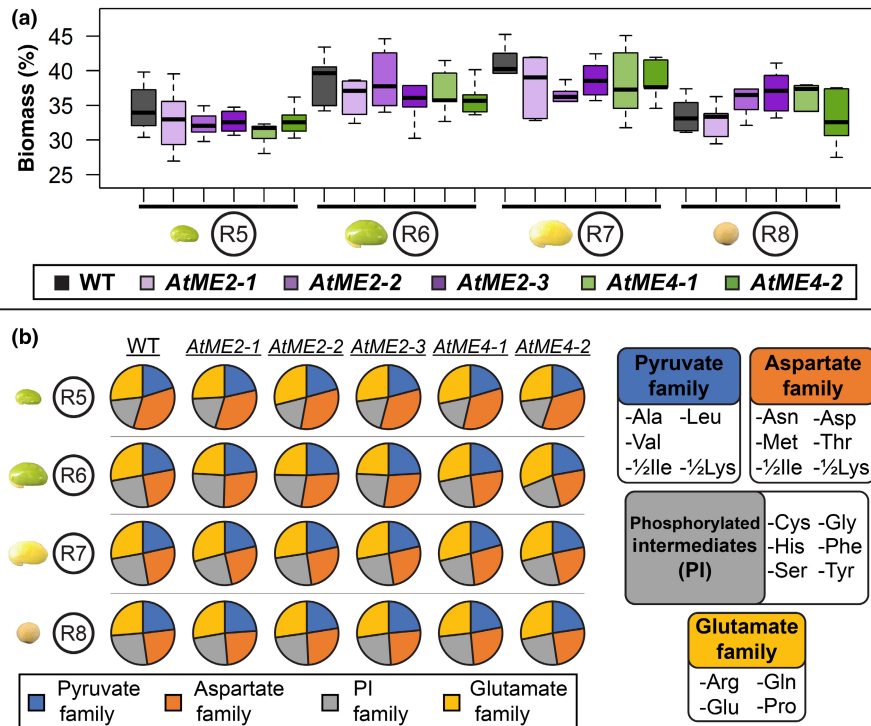 (a)
Biomass (%)
45
35
25
R5 R6 R7 R8
WT AtME2-1 AtME2-2 AtME2-3 AtME4-1 AtME4-2
(b)
WT AtME2-1 AtME2-2 AtME2-3 AtME4-1 AtME4-2
R5
R6
R7
R8
Pyruvate family
Aspartate family
PI family
Glutamate family
Pyruvate
family
-Ala -Leu
-Val
-½Ile -½Lys
Aspartate
family
-Asn -Asp
-Met -Thr
-½Ile -½Lys
Phosphorylated
intermediates
(PI)
-Cys -Gly
-His -Phe
-Ser -Tyr
Glutamate
family
-Arg -Gln
-Glu -Pro